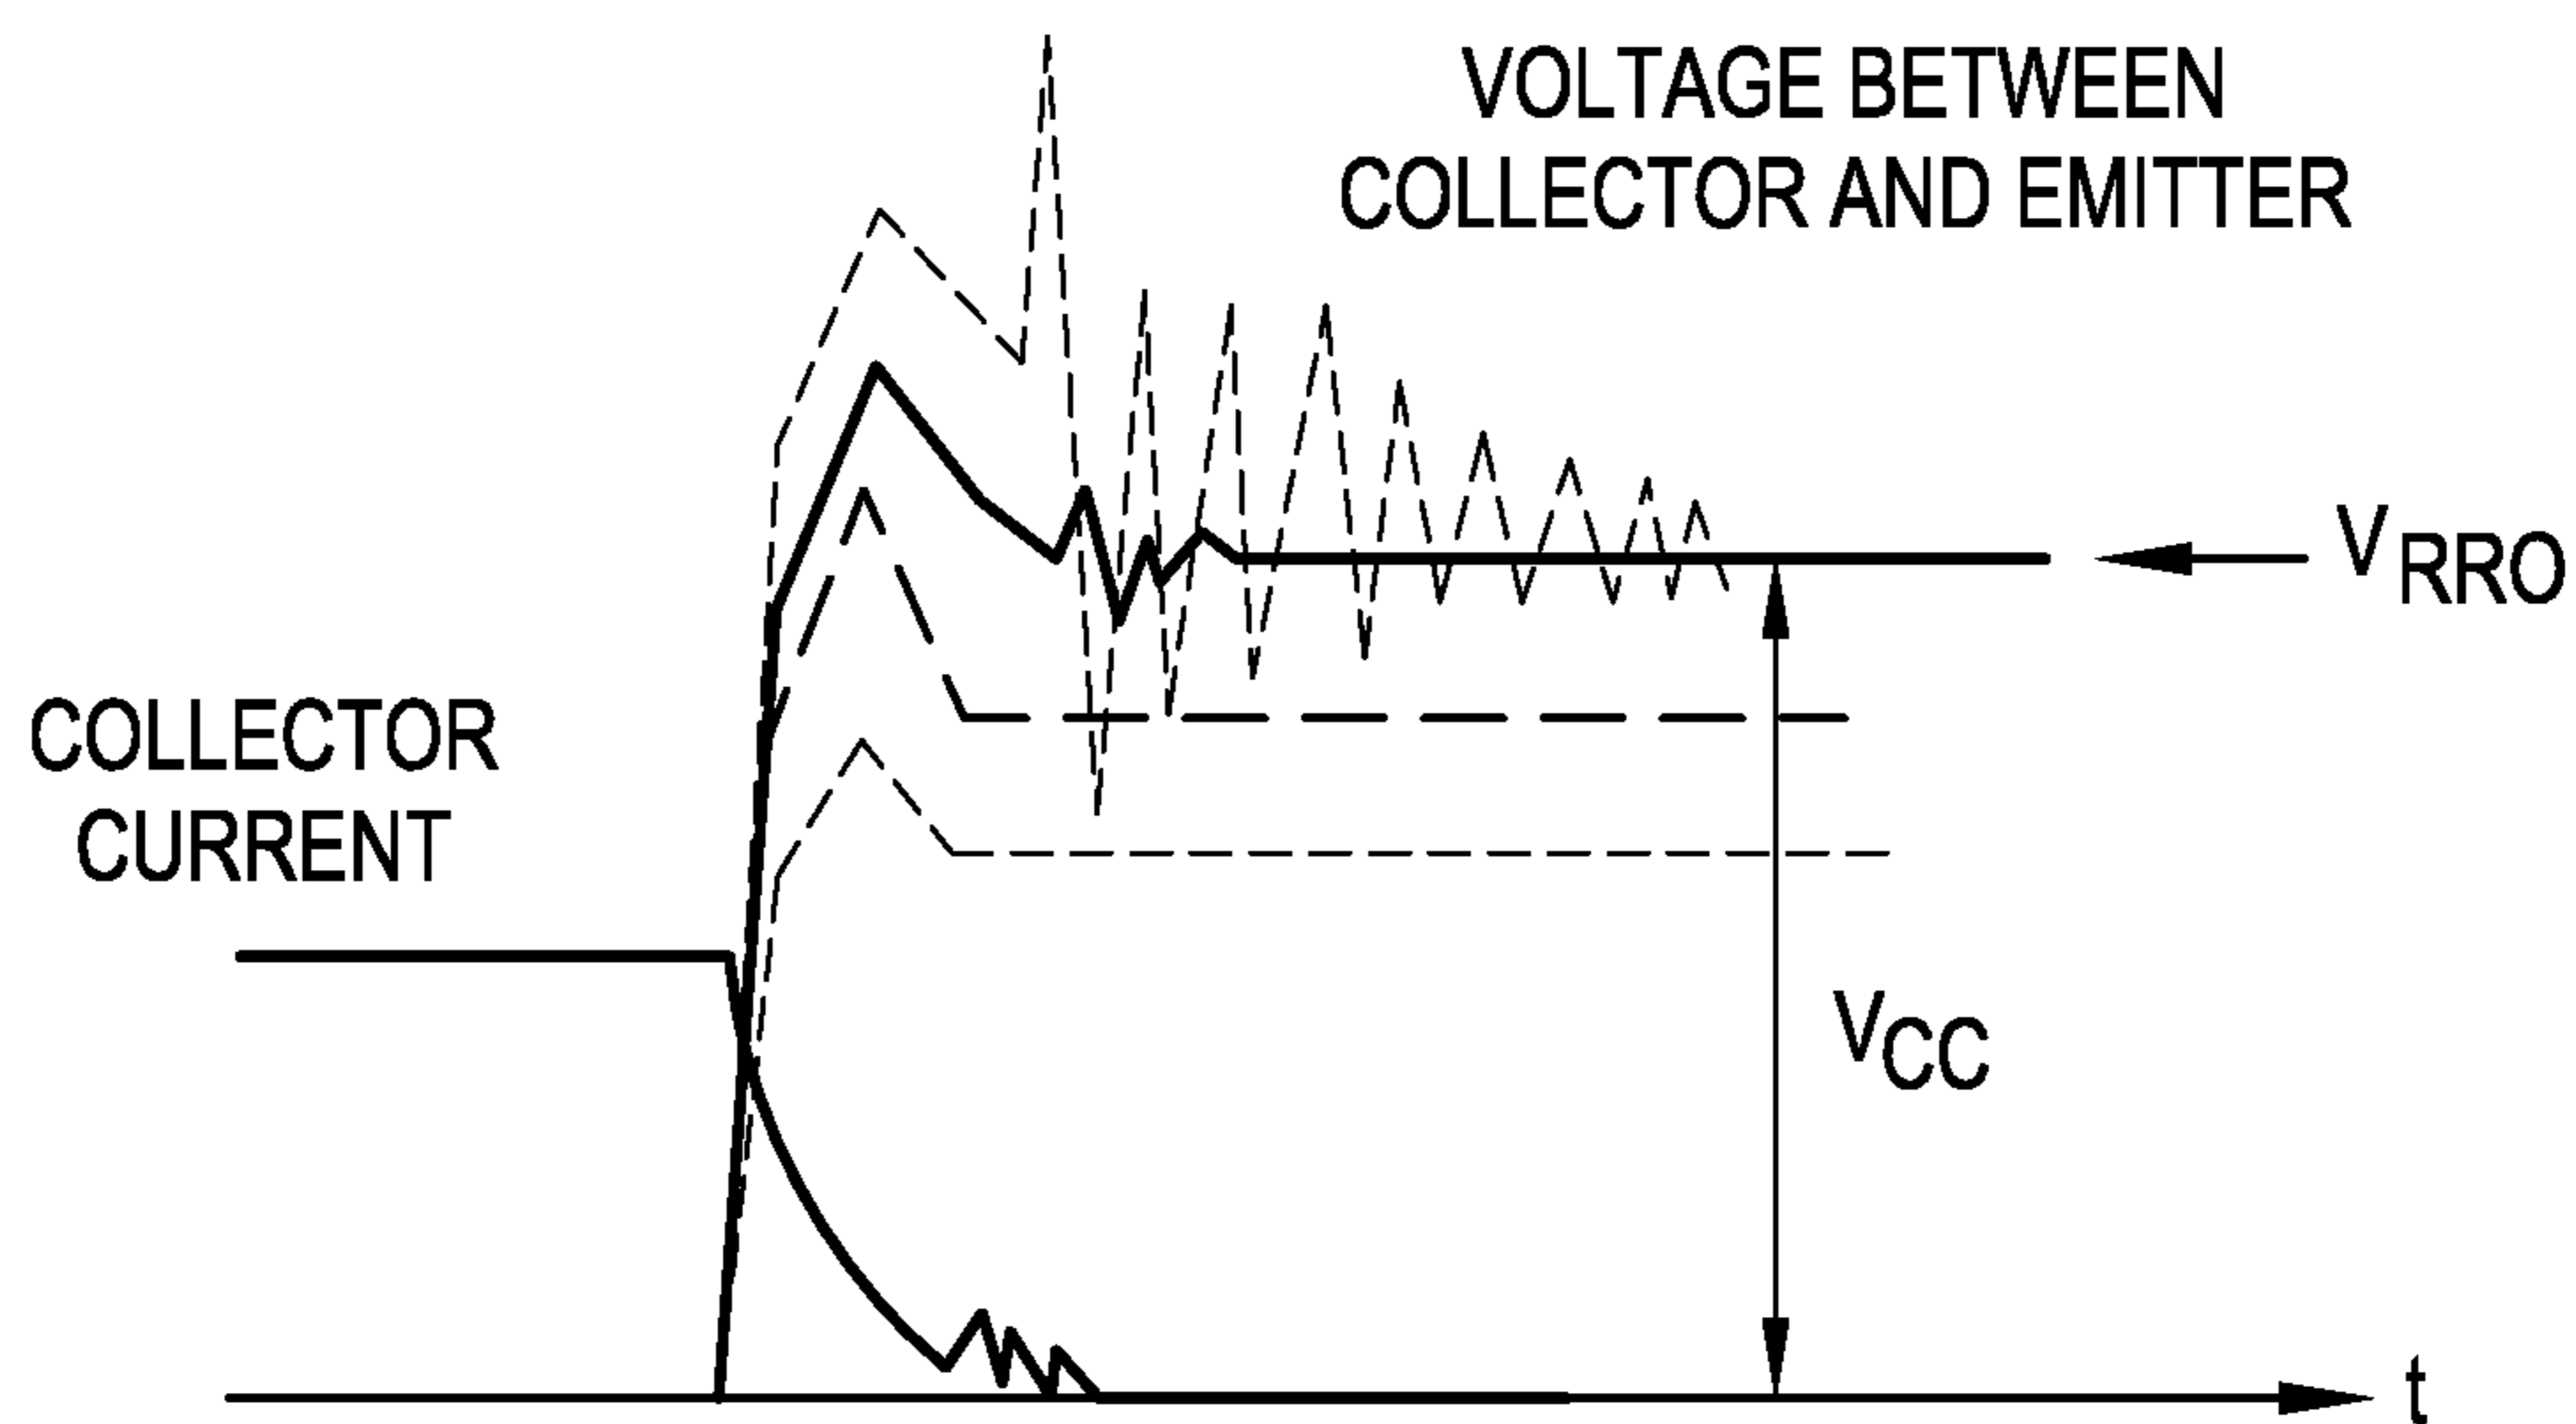 VOLTAGE BETWEEN
COLLECTOR AND EMITTER
VRRO
COLLECTOR
CURRENT
VCC
t